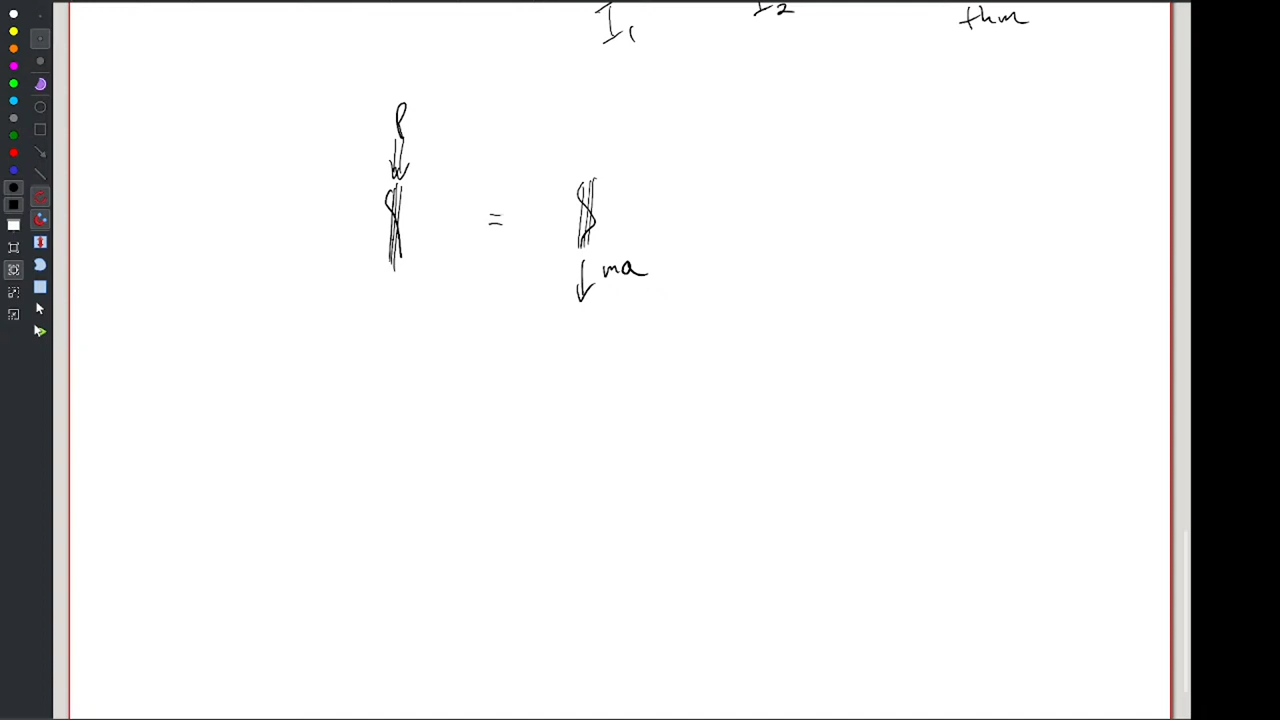 I₁ I₂ thm
P
=
ma